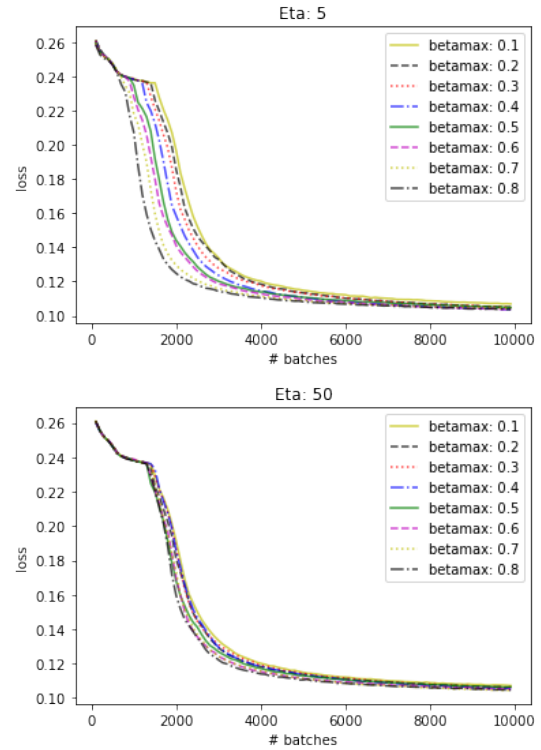 Eta: 5
0.26
0.24
0.22
0.20
0.18
0.16
0.14
0.12
0.10
loss
betamax: 0.1
betamax: 0.2
betamax: 0.3
betamax: 0.4
betamax: 0.5
betamax: 0.6
betamax: 0.7
betamax: 0.8
0 2000 4000 6000 8000 10000
# batches
Eta: 50
0.26
0.24
0.22
0.20
0.18
0.16
0.14
0.12
0.10
loss
betamax: 0.1
betamax: 0.2
betamax: 0.3
betamax: 0.4
betamax: 0.5
betamax: 0.6
betamax: 0.7
betamax: 0.8
0 2000 4000 6000 8000 10000
# batches